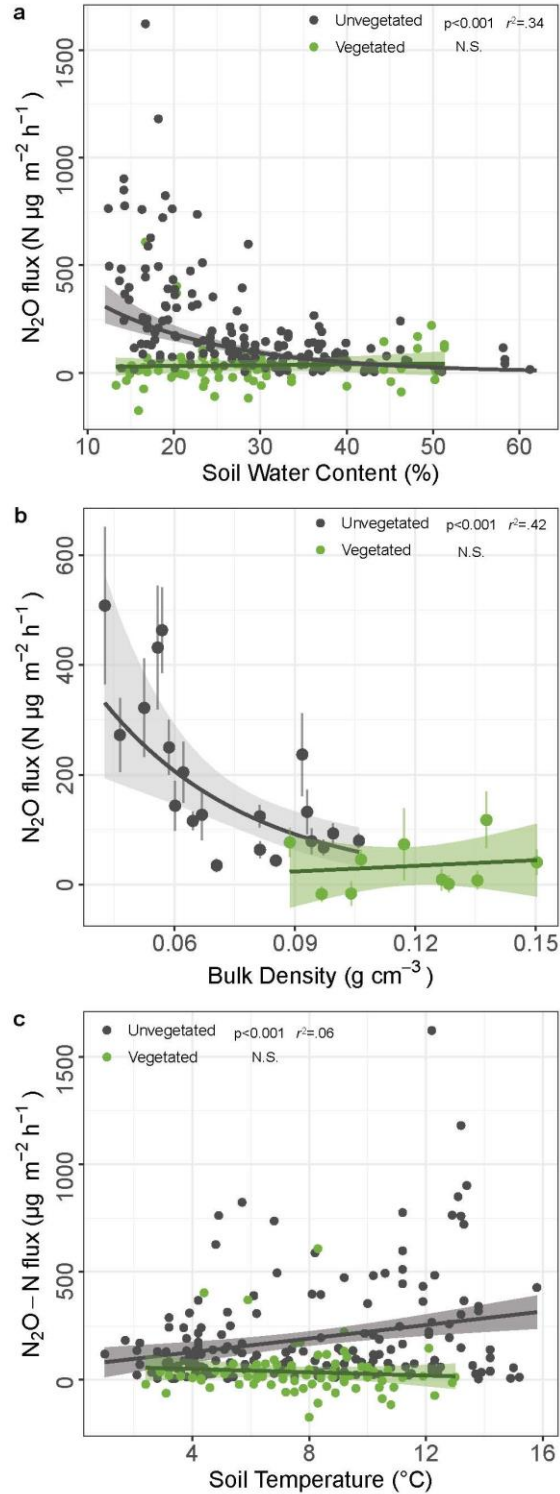 a
Unvegetated p<0.001 r²=.34
Vegetated N.S.
N₂O flux (N µg m⁻² h⁻¹)
1500
1000
500
0
10 20 30 40 50 60
Soil Water Content (%)
b
Unvegetated p<0.001 r²=.42
Vegetated N.S.
N₂O flux (N µg m⁻² h⁻¹)
600
400
200
0
0.06 0.09 0.12 0.15
Bulk Density (g cm⁻³)
c
Unvegetated p<0.001 r²=.06
Vegetated N.S.
N₂O−N flux (µg m⁻² h⁻¹)
1500
1000
500
0
4 8 12 16
Soil Temperature (°C)